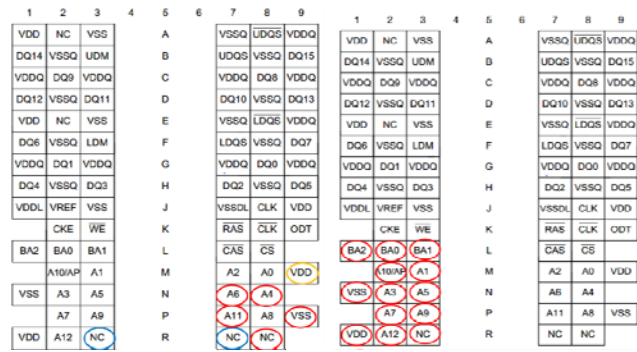 1 2 3 4 5 6 7 8 9 1 2 3 4 5 6 7 8 9
VDD NC VSS A VSSQ UDQS VDDQ VDD NC VSS A VSSQ UDQS VDDQ
DQ14 VSSQ UDM B UDQS VSSQ DQ15 DQ14 VSSQ UDM B UDQS VSSQ DQ15
VDDQ DQ9 VDDQ C VDDQ DQ8 VDDQ VDDQ DQ9 VDDQ C VDDQ DQ8 VDDQ
DQ12 VSSQ DQ11 D DQ10 VSSQ DQ13 DQ12 VSSQ DQ11 D DQ10 VSSQ DQ13
VDD NC VSS E VSSQ LDQS VDDQ VDD NC VSS E VSSQ LDQS VDDQ
DQ6 VSSQ LDM F LDQS VSSQ DQ7 DQ6 VSSQ LDM F LDQS VSSQ DQ7
VDDQ DQ1 VDDQ G VDDQ DQ0 VDDQ VDDQ DQ1 VDDQ G VDDQ DQ0 VDDQ
DQ4 VSSQ DQ3 H DQ2 VSSQ DQ5 DQ4 VSSQ DQ3 H DQ2 VSSQ DQ5
VDDL VREF VSS J VSSDL CLK VDD VDDL VREF VSS J VSSDL CLK VDD
CKE WE K RAS CLK ODT CKE WE K RAS CLK ODT
BA2 BA0 BA1 L CAS CS BA2 BA0 BA1 L CAS CS
A10/AP A1 M A2 A0 VDD A10/AP A1 M A2 A0 VDD
VSS A3 A5 N A6 A4 VSS A3 A5 N A6 A4
A7 A9 P A11 A8 VSS A7 A9 P A11 A8 VSS
VDD A12 NC R NC NC VDD A12 NC R NC NC